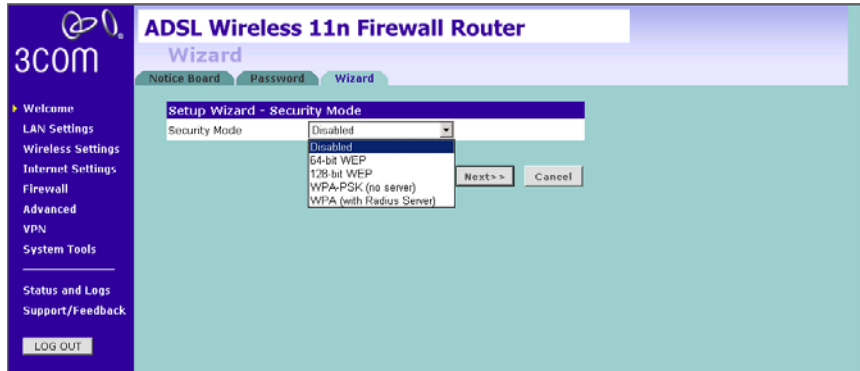 3COM
ADSL Wireless 11n Firewall Router
Wizard
Notice Board
Password
Wizard
Welcome
LAN Settings
Wireless Settings
Internet Settings
Firewall
Advanced
VPN
System Tools
Status and Logs
Support/Feedback
LOG OUT
Setup Wizard - Security Mode
Security Mode
Disabled
Disabled
64-bit WEP
128-bit WEP
WPA-PSK (no server)
WPA (with Radius Server)
Next>>
Cancel